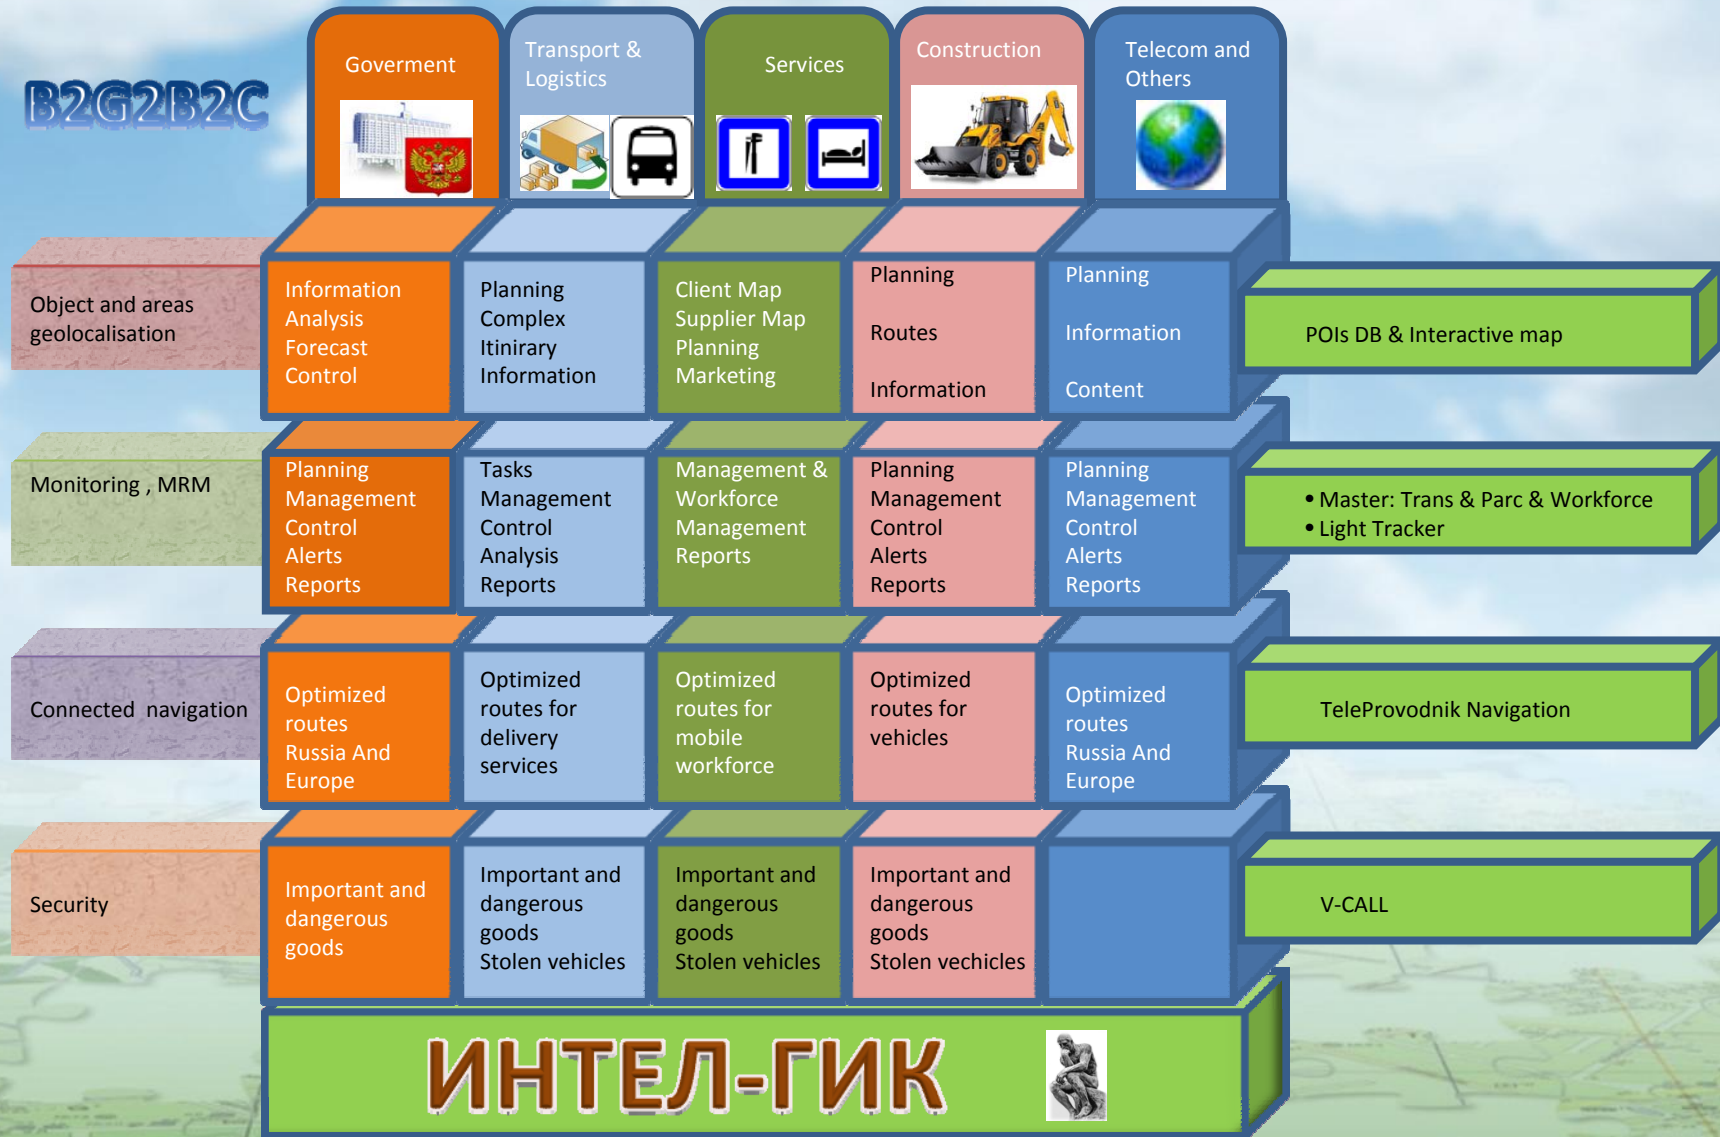 B2G2B2C
Goverment
Transport &
Logistics
Services
Construction
Telecom and
Others
Object and areas
geolocalisation
Information
Analysis
Forecast
Control
Planning
Complex
Itinirary
Information
Client Map
Supplier Map
Planning
Marketing
Planning
Routes
Information
Planning
Information
Content
POIs DB & Interactive map
Monitoring , MRM
Planning
Management
Control
Alerts
Reports
Tasks
Management
Control
Analysis
Reports
Management &
Workforce
Management
Reports
Planning
Management
Control
Alerts
Reports
Planning
Management
Control
Alerts
Reports
• Master: Trans & Parc & Workforce
• Light Tracker
Connected navigation
Optimized
routes
Russia And
Europe
Optimized
routes for
delivery
services
Optimized
routes for
mobile
workforce
Optimized
routes for
vehicles
Optimized
routes
Russia And
Europe
TeleProvodnik Navigation
Security
Important and
dangerous
goods
Important and
dangerous
goods
Stolen vehicles
Important and
dangerous
goods
Stolen vehicles
Important and
dangerous
goods
Stolen vechicles
V-CALL
ИНТЕЛ-ГИК